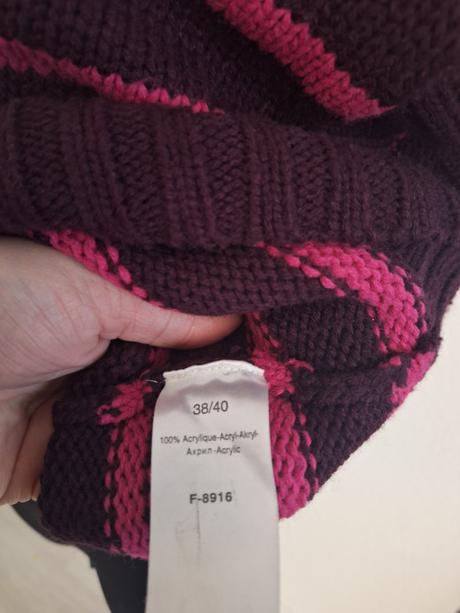 38/40
100% Acrylique-Acryl-Akryl-
Акрил-Acrylic
F-8916